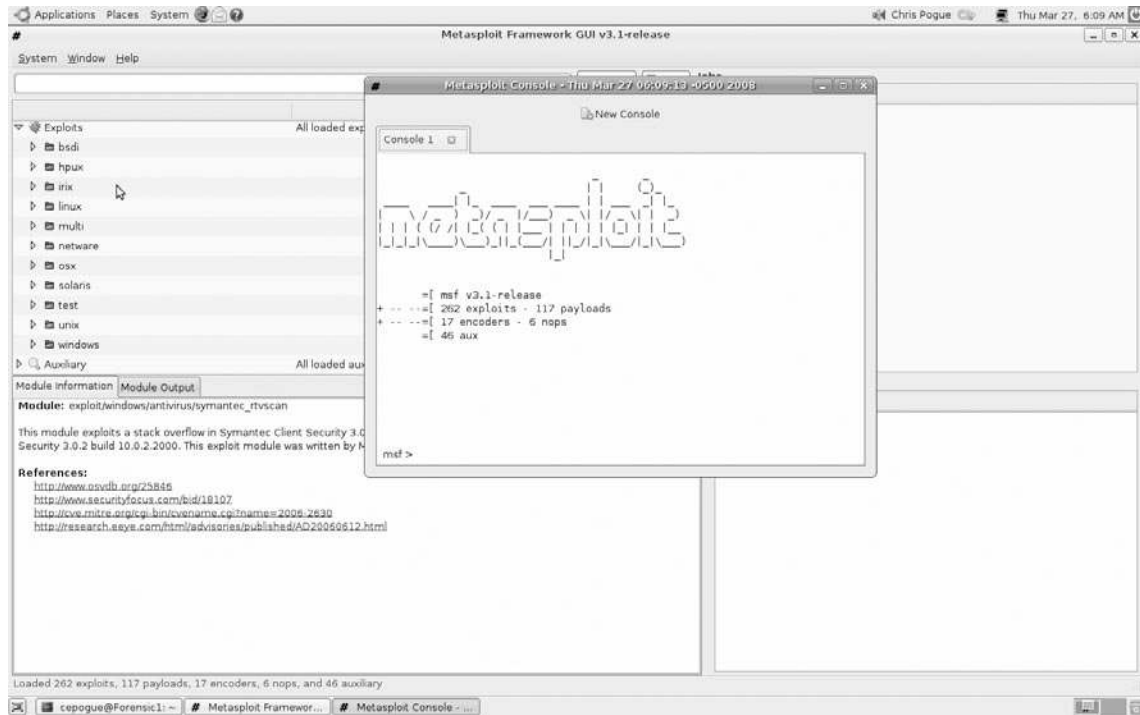 Applications Places System
Chris Pogue
Thu Mar 27, 6:09 AM
Metasploit Framework GUI v3.1-release
System Window Help
Metasploit Console - Thu Mar 27 06:09:13 -0500 2008
New Console
Console 1
metasploit
=[ msf v3.1-release
+ -- --=[ 262 exploits - 117 payloads
+ -- --=[ 17 encoders - 6 nops
=[ 46 aux
msf >
Exploits All loaded exp
bsdi
hpux
irix
linux
multi
netware
osx
solaris
test
unix
windows
Auxiliary All loaded aux
Module Information Module Output
Module: exploit/windows/antivirus/symantec_rtvscan
This module exploits a stack overflow in Symantec Client Security 3.0
Security 3.0.2 build 10.0.2.2000. This exploit module was written by M
References:
http://www.osvdb.org/25846
http://www.securityfocus.com/bid/18107
http://cve.mitre.org/cgi-bin/cvename.cgi?name=2006-2630
http://research.eeye.com/html/advisories/published/AD20060612.html
Loaded 262 exploits, 117 payloads, 17 encoders, 6 nops, and 46 auxiliary
cepogue@Forensic1: ~
# Metasploit Framewor...
# Metasploit Console - ...